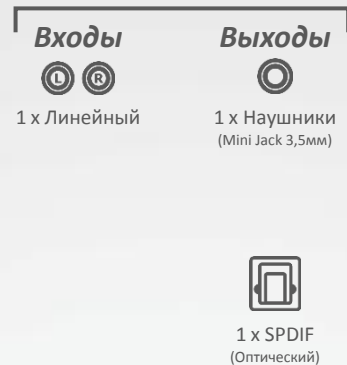 Входы
Выходы
L R
1 x Линейный
1 x Наушники
(Mini Jack 3,5мм)
1 x SPDIF
(Оптический)